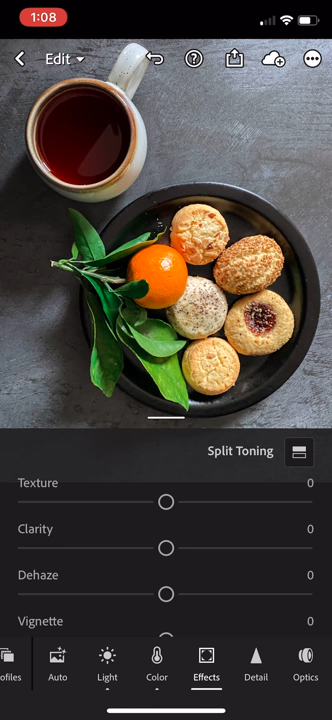 1:08
Edit
Split Toning
Texture 0
Clarity 0
Dehaze 0
Vignette 0
ofiles Auto Light Color Effects Detail Optics